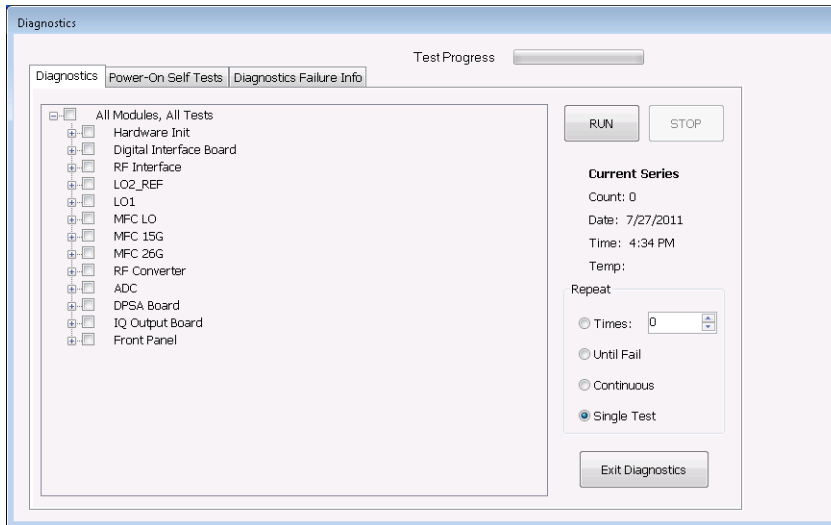 Diagnostics
Test Progress
Diagnostics Power-On Self Tests Diagnostics Failure Info
All Modules, All Tests
Hardware Init
Digital Interface Board
RF Interface
LO2_REF
LO1
MFC LO
MFC 15G
MFC 26G
RF Converter
ADC
DPSA Board
IQ Output Board
Front Panel
RUN STOP
Current Series
Count: 0
Date: 7/27/2011
Time: 4:34 PM
Temp:
Repeat
Times: 0
Until Fail
Continuous
Single Test
Exit Diagnostics